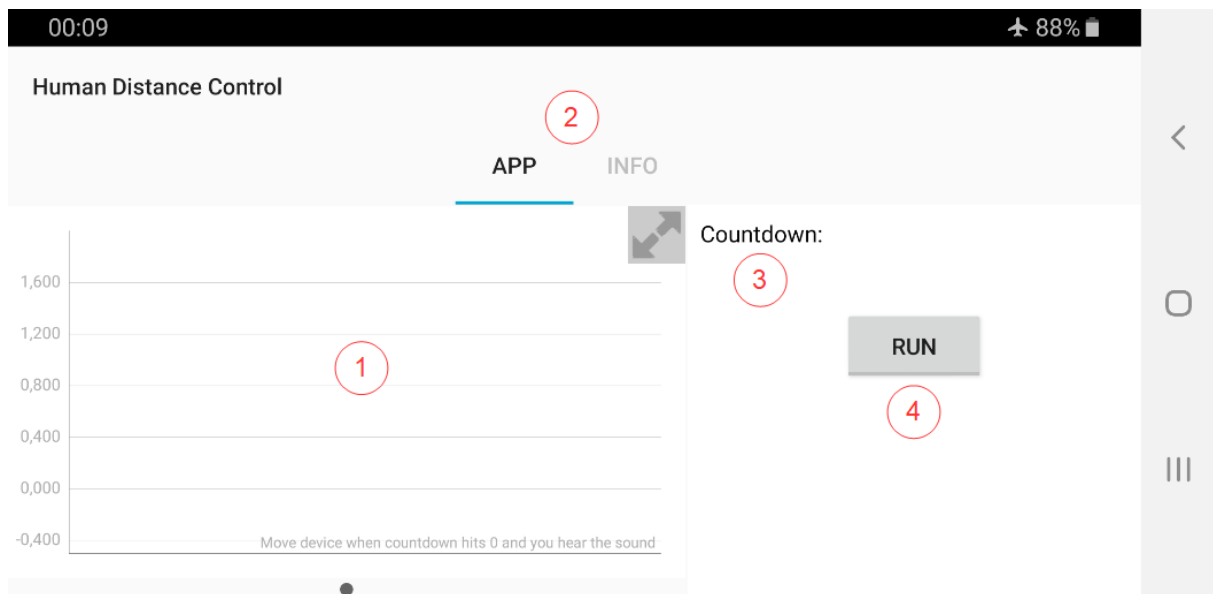 00:09 88%
Human Distance Control
2
APP INFO
Countdown:
3
1,600
1,200
0,800
0,400
0,000
-0,400
1
RUN
4
Move device when countdown hits 0 and you hear the sound